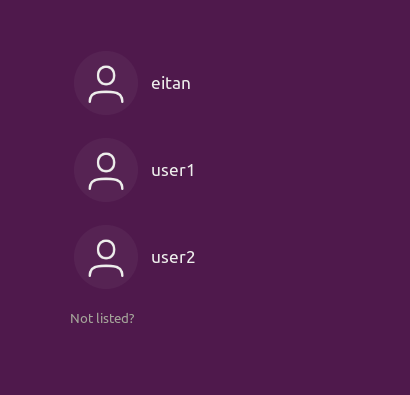 eitan
user1
user2
Not listed?